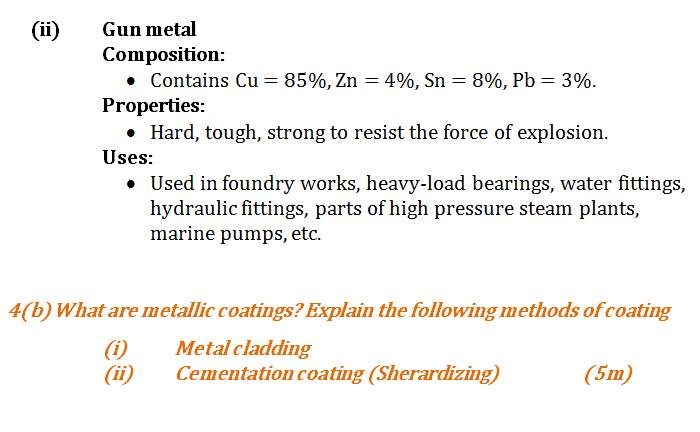 (ii) Gun metal
Composition:
• Contains Cu = 85%, Zn = 4%, Sn = 8%, Pb = 3%.
Properties:
• Hard, tough, strong to resist the force of explosion.
Uses:
• Used in foundry works, heavy-load bearings, water fittings,
hydraulic fittings, parts of high pressure steam plants,
marine pumps, etc.
4(b) What are metallic coatings? Explain the following methods of coating
(i) Metal cladding
(ii) Cementation coating (Sherardizing) (5m)